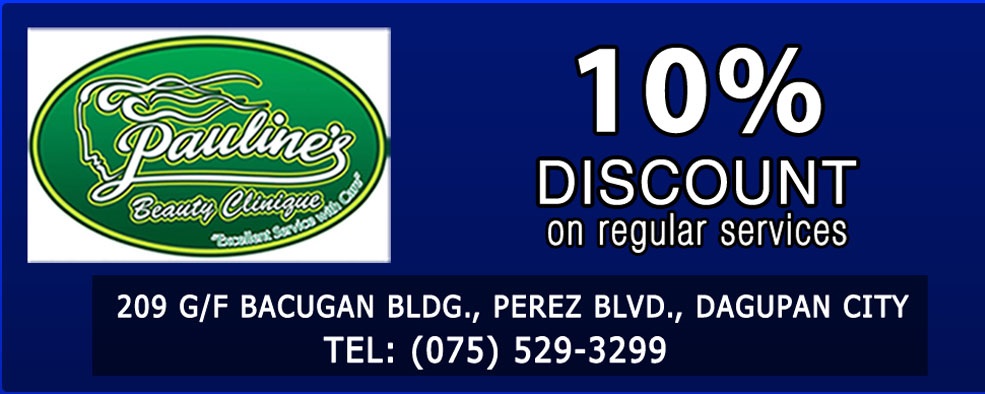 Pauline's
Beauty Clinique
"Excellent Service with Care"
10%
DISCOUNT
on regular services
209 G/F BACUGAN BLDG., PEREZ BLVD., DAGUPAN CITY
TEL: (075) 529-3299